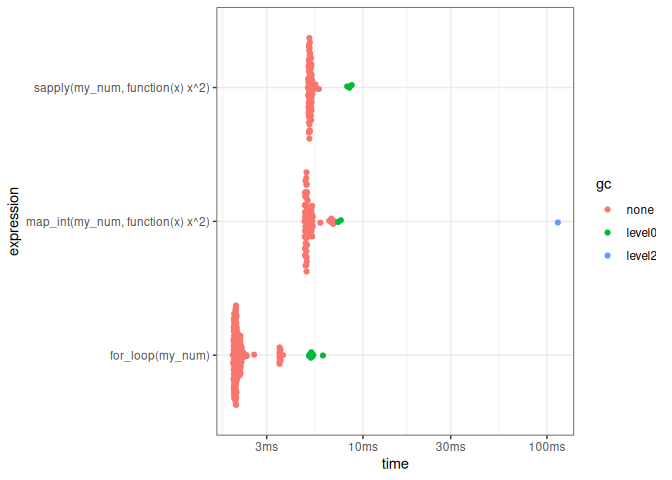 sapply(my_num, function(x) x^2)
map_int(my_num, function(x) x^2)
for_loop(my_num)
expression
3ms
10ms
30ms
100ms
time
gc
none
level0
level2